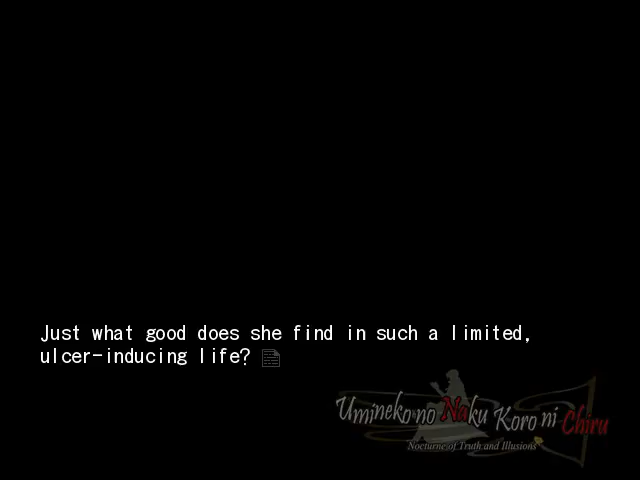 Just what good does she find in such a limited,
ulcer-inducing life?
Umineko no Naku Koro ni Chiru
Nocturne of Truth and Illusions